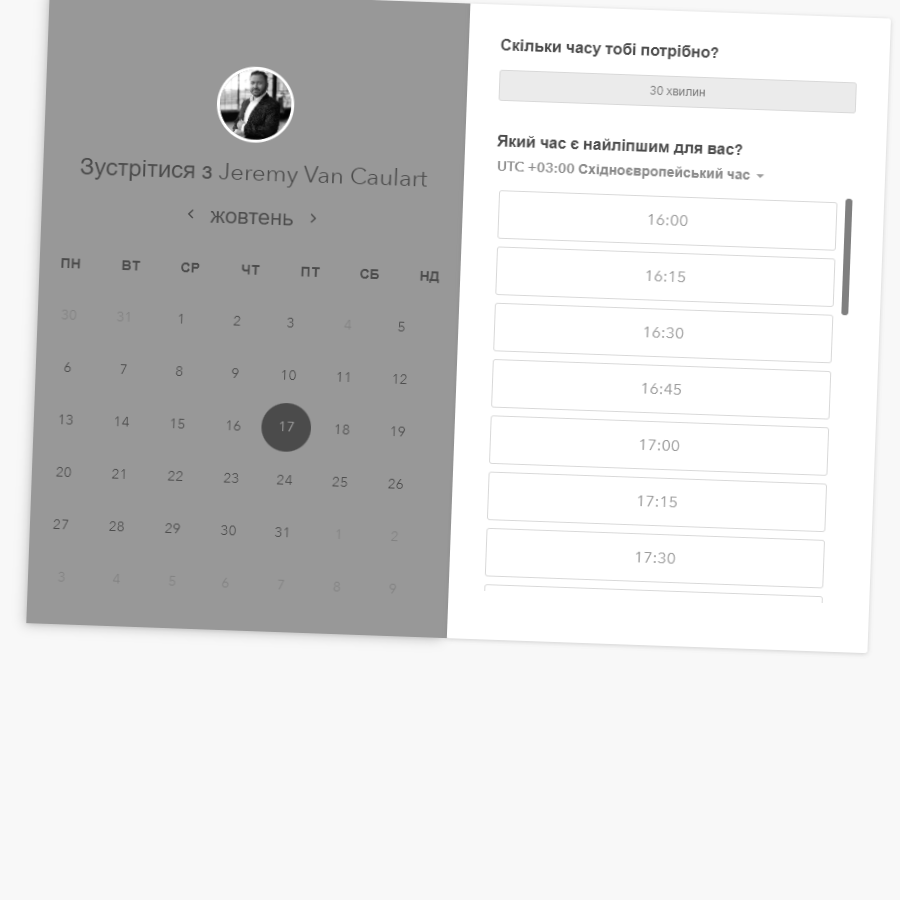 Зустрітися з Jeremy Van Caulart
жовтень
ПН ВТ СР ЧТ ПТ СБ НД
30 31 1 2 3 4 5
6 7 8 9 10 11 12
13 14 15 16 17 18 19
20 21 22 23 24 25 26
27 28 29 30 31 1 2
3 4 5 6 7 8 9
Скільки часу тобі потрібно?
30 хвилин
Який час є найліпшим для вас?
UTC +03:00 Східноєвропейський час
16:00
16:15
16:30
16:45
17:00
17:15
17:30